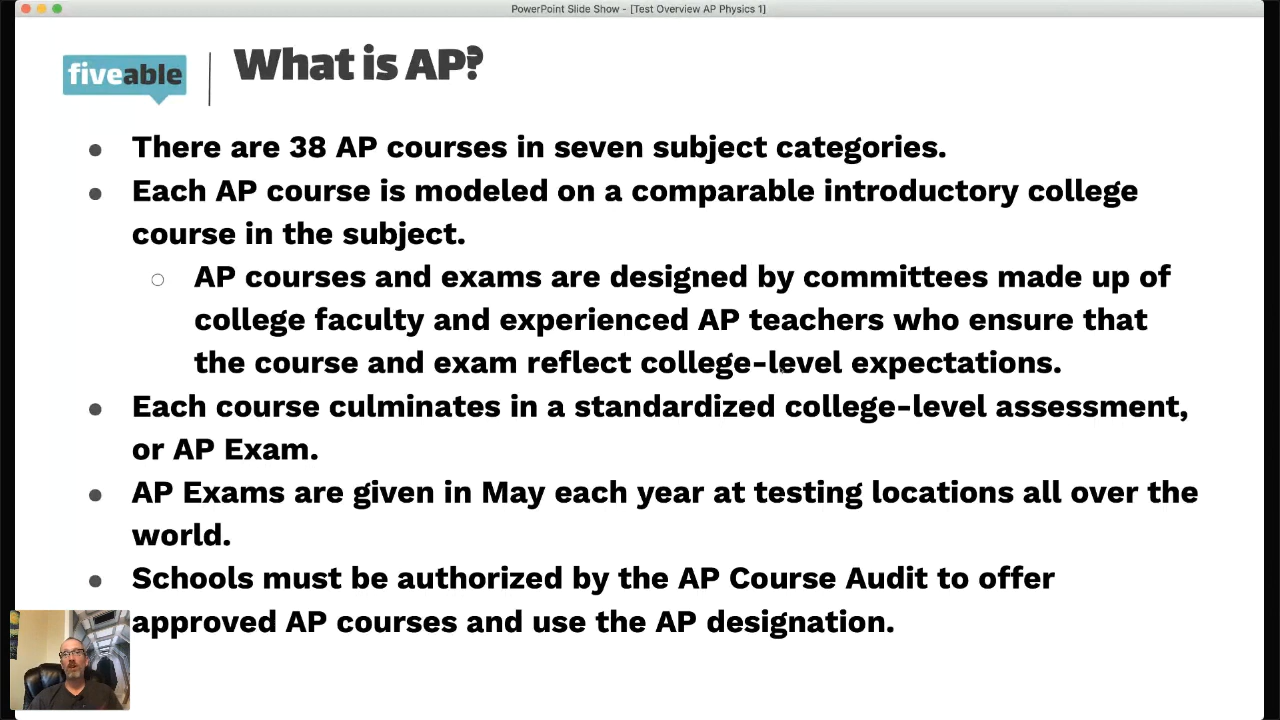 PowerPoint Slide Show - [Test Overview AP Physics 1]
fiveable
What is AP?
There are 38 AP courses in seven subject categories.
Each AP course is modeled on a comparable introductory college
course in the subject.
AP courses and exams are designed by committees made up of
college faculty and experienced AP teachers who ensure that
the course and exam reflect college-level expectations.
Each course culminates in a standardized college-level assessment,
or AP Exam.
AP Exams are given in May each year at testing locations all over the
world.
Schools must be authorized by the AP Course Audit to offer
approved AP courses and use the AP designation.